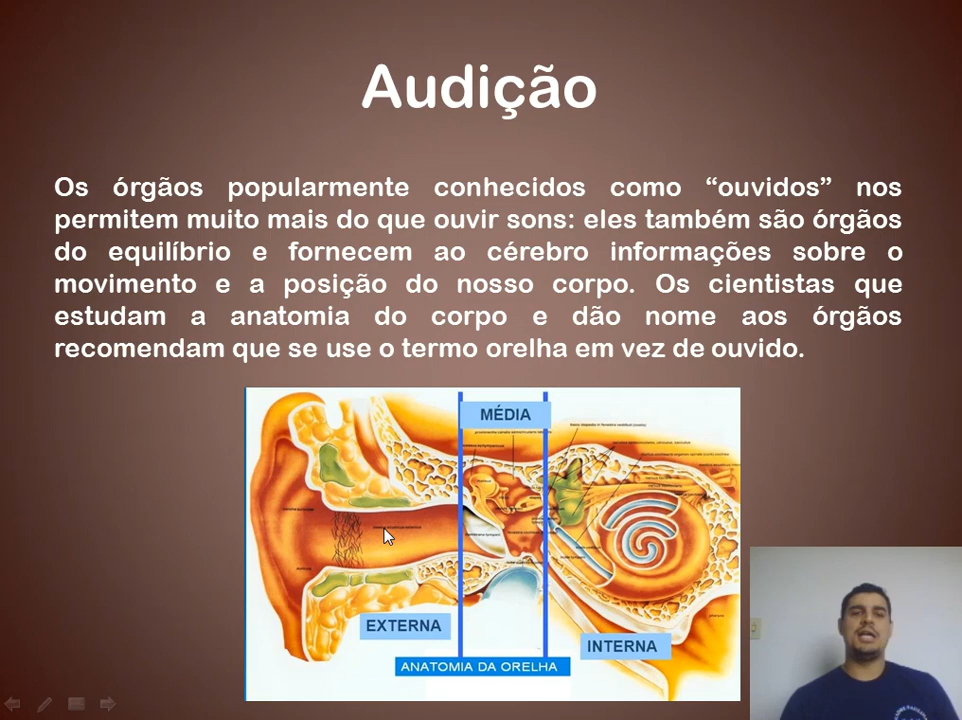 Audição
Os órgãos popularmente conhecidos como “ouvidos” nos
permitem muito mais do que ouvir sons: eles também são órgãos
do equilíbrio e fornecem ao cérebro informações sobre o
movimento e a posição do nosso corpo. Os cientistas que
estudam a anatomia do corpo e dão nome aos órgãos
recomendam que se use o termo orelha em vez de ouvido.
MÉDIA
EXTERNA
INTERNA
ANATOMIA DA ORELHA